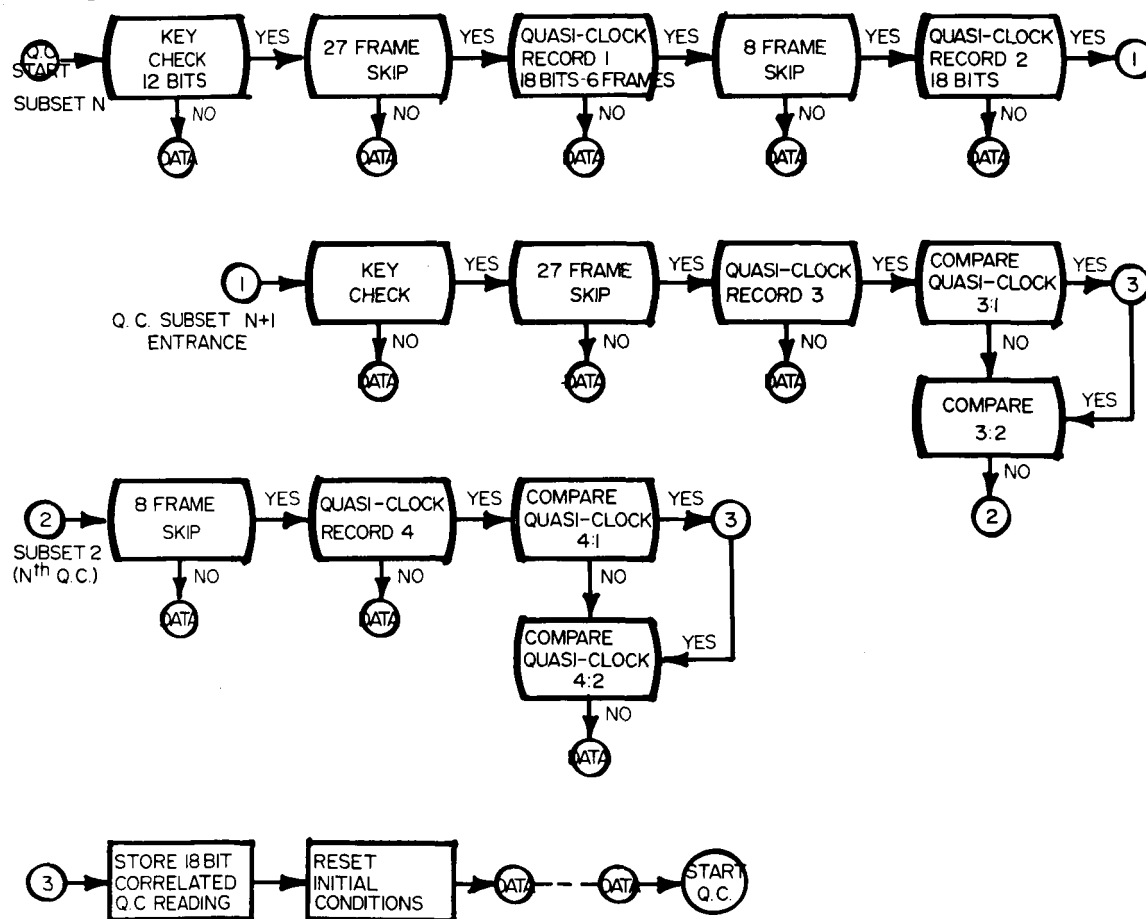 Q.C
START
SUBSET N
KEY
CHECK
12 BITS
YES
NO
DATA
27 FRAME
SKIP
YES
NO
DATA
QUASI-CLOCK
RECORD 1
18 BITS-6 FRAMES
YES
NO
DATA
8 FRAME
SKIP
YES
NO
DATA
QUASI-CLOCK
RECORD 2
18 BITS
YES
NO
DATA
1
1
Q. C. SUBSET N+1
ENTRANCE
KEY
CHECK
YES
NO
DATA
27 FRAME
SKIP
YES
NO
DATA
QUASI-CLOCK
RECORD 3
YES
NO
DATA
COMPARE
QUASI-CLOCK
3:1
YES
3
NO
COMPARE
3:2
YES
NO
2
2
SUBSET 2
(Nth Q.C.)
8 FRAME
SKIP
YES
NO
DATA
QUASI-CLOCK
RECORD 4
YES
NO
DATA
COMPARE
QUASI-CLOCK
4:1
YES
3
NO
COMPARE
QUASI-CLOCK
4:2
YES
NO
DATA
3
STORE 18 BIT
CORRELATED
Q.C READING
RESET
INITIAL
CONDITIONS
DATA
DATA
START
Q.C.